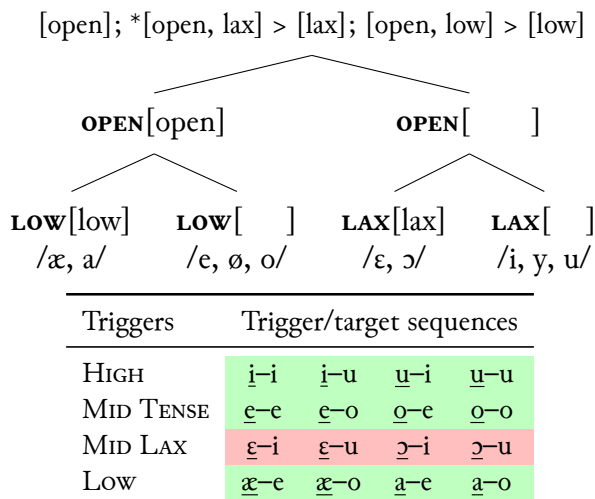 [open]; *[open, lax] > [lax]; [open, low] > [low]
OPEN[open] OPEN[ ]
LOW[low] LOW[ ] LAX[lax] LAX[ ]
/æ, a/ /e, ø, o/ /ɛ, ɔ/ /i, y, u/
Triggers Trigger/target sequences
HIGH i–i i–u u–i u–u
MID TENSE e–e e–o o–e o–o
MID LAX ɛ–i ɛ–u ɔ–i ɔ–u
LOW æ–e æ–o a–e a–o